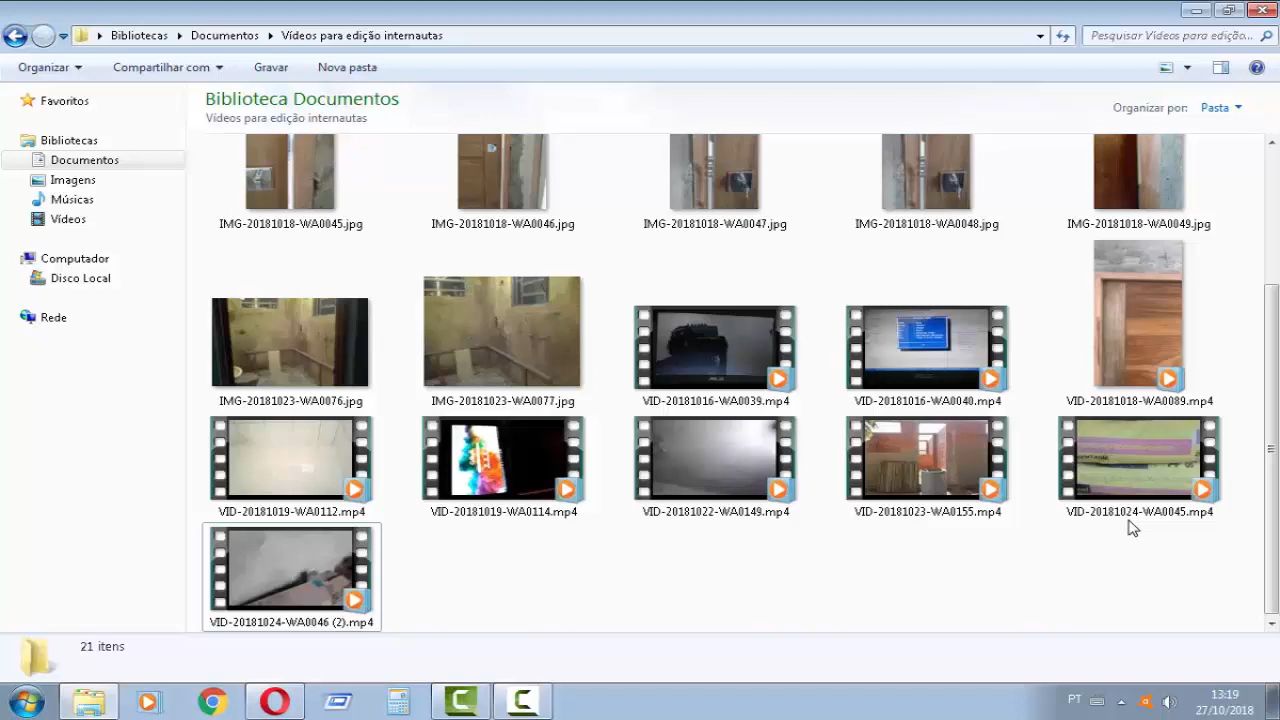 Bibliotecas Documentos Vídeos para edição internautas
Pesquisar Vídeos para edição...
Organizar Compartilhar com Gravar Nova pasta
Favoritos
Bibliotecas
Documentos
Imagens
Músicas
Vídeos
Computador
Disco Local
Rede
Biblioteca Documentos
Vídeos para edição internautas
Organizar por: Pasta
IMG-20181018-WA0045.jpg IMG-20181018-WA0046.jpg IMG-20181018-WA0047.jpg IMG-20181018-WA0048.jpg IMG-20181018-WA0049.jpg
IMG-20181023-WA0076.jpg IMG-20181023-WA0077.jpg VID-20181016-WA0039.mp4 VID-20181016-WA0040.mp4 VID-20181018-WA0089.mp4
VID-20181019-WA0112.mp4 VID-20181019-WA0114.mp4 VID-20181022-WA0149.mp4 VID-20181023-WA0155.mp4 VID-20181024-WA0045.mp4
VID-20181024-WA0046 (2).mp4
21 itens
PT
13:19
27/10/2018